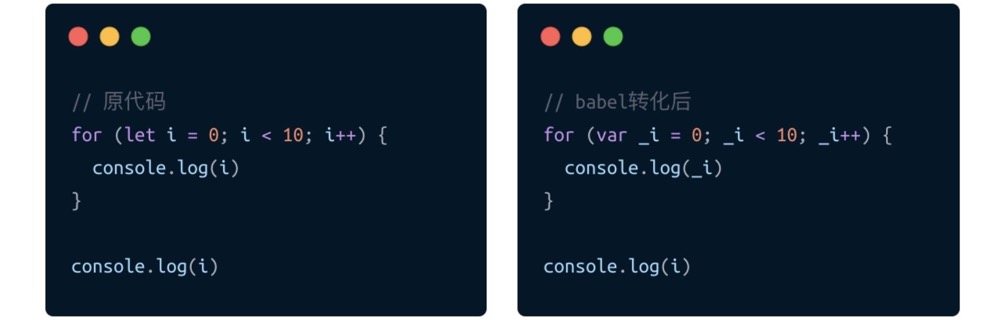 // 原代码
for (let i = 0; i < 10; i++) {
  console.log(i)
}
console.log(i)
// babel转化后
for (var _i = 0; _i < 10; _i++) {
  console.log(_i)
}
console.log(i)